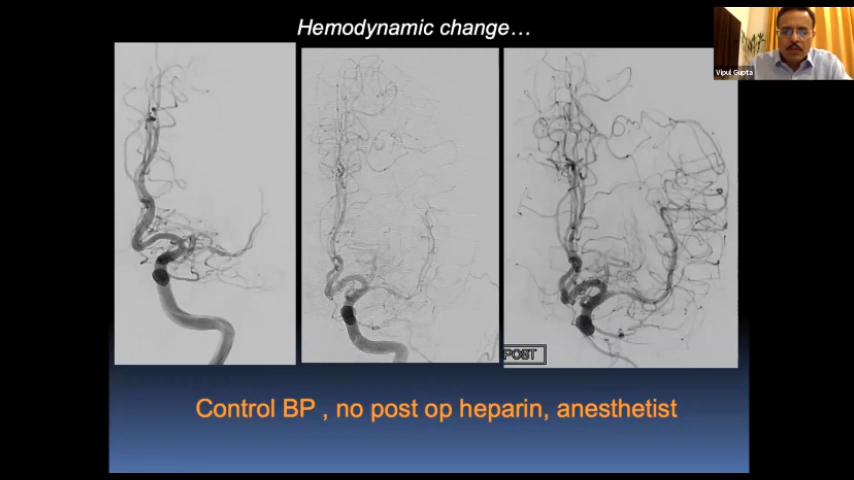 Hemodynamic change...
Vipul Gupta
POST
Control BP , no post op heparin, anesthetist